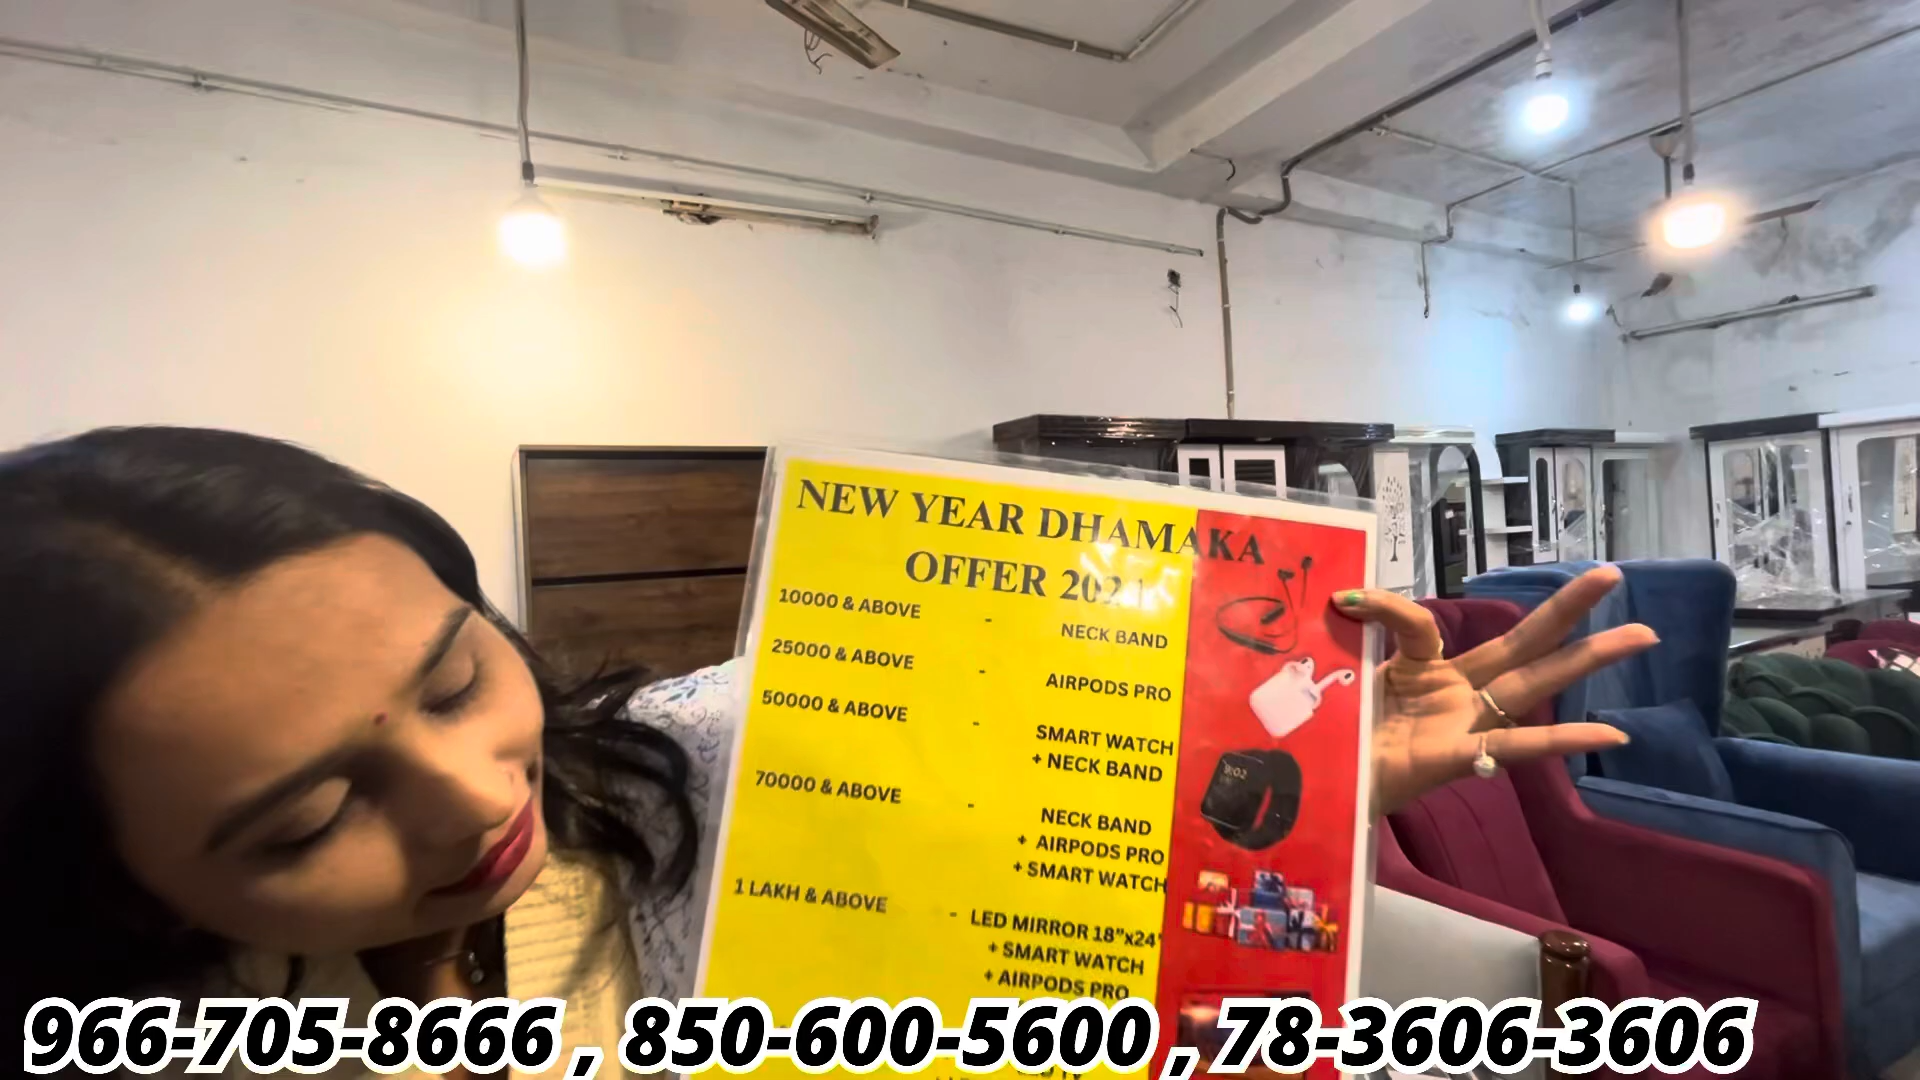 NEW YEAR DHAMAKA
OFFER 2024
10000 & ABOVE - NECK BAND
25000 & ABOVE - AIRPODS PRO
50000 & ABOVE - SMART WATCH
+ NECK BAND
70000 & ABOVE - NECK BAND
+ AIRPODS PRO
+ SMART WATCH
1 LAKH & ABOVE - LED MIRROR 18"x24"
+ SMART WATCH
+ AIRPODS PRO
9:02
966-705-8666 , 850-600-5600 , 78-3606-3606